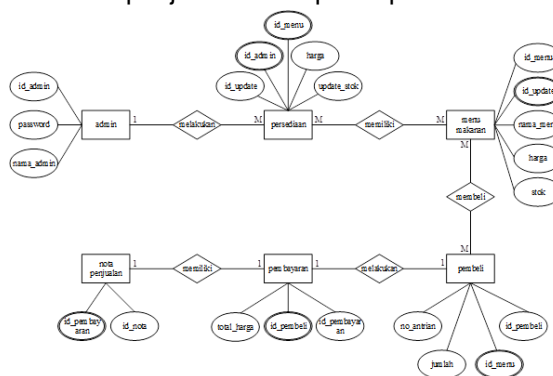 id_menu
id_admin
harga
id_update
update_stok
id_admin
password
nama_admin
admin
1
melakukan
M
persediaan
M
memiliki
M
menu
makanan
id_menu
id_update
nama_menu
harga
stok
M
membeli
M
nota
penjualan
1
memiliki
1
pembayaran
1
melakukan
1
pembeli
id_pembay
aran
id_nota
total_harga
id_pembeli
id_pembayar
an
no_antrian
jumlah
id_menu
id_pembeli